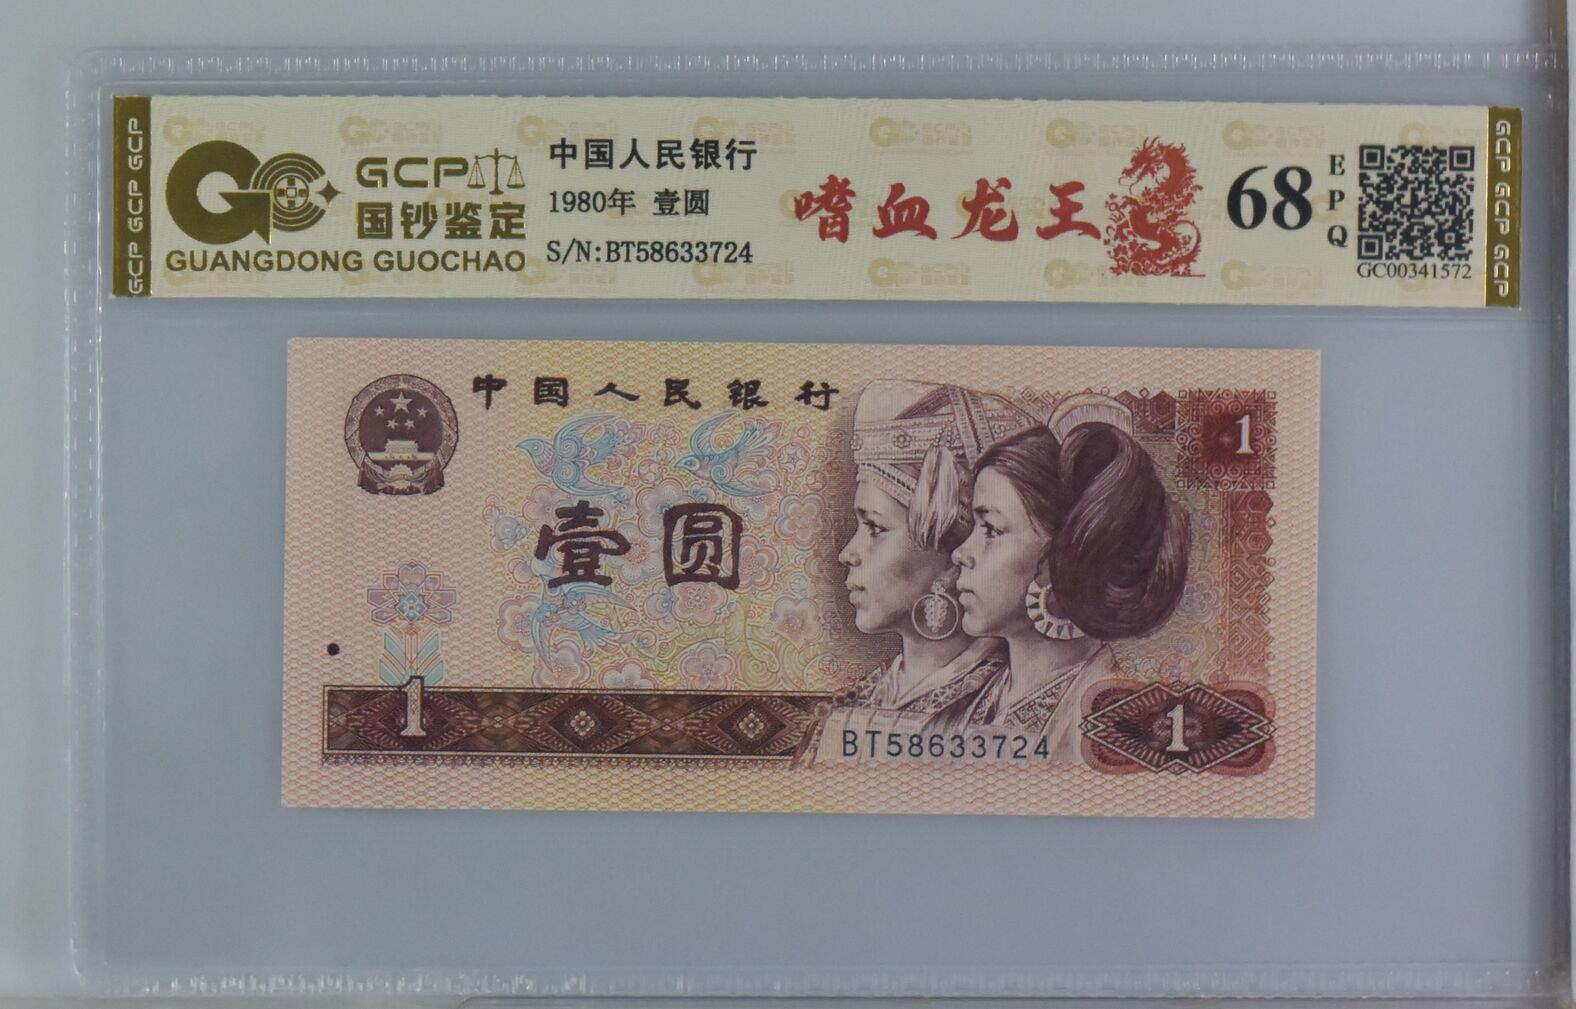 GCP GCP GCP
GCP
国钞鉴定
GUANGDONG GUOCHAO
中国人民银行
1980年 壹圆
S/N:BT58633724
嗜血龙王
68
EPQ
GC00341572
GCP GCP GCP
中国人民银行
1
壹圆
1
BT58633724
1